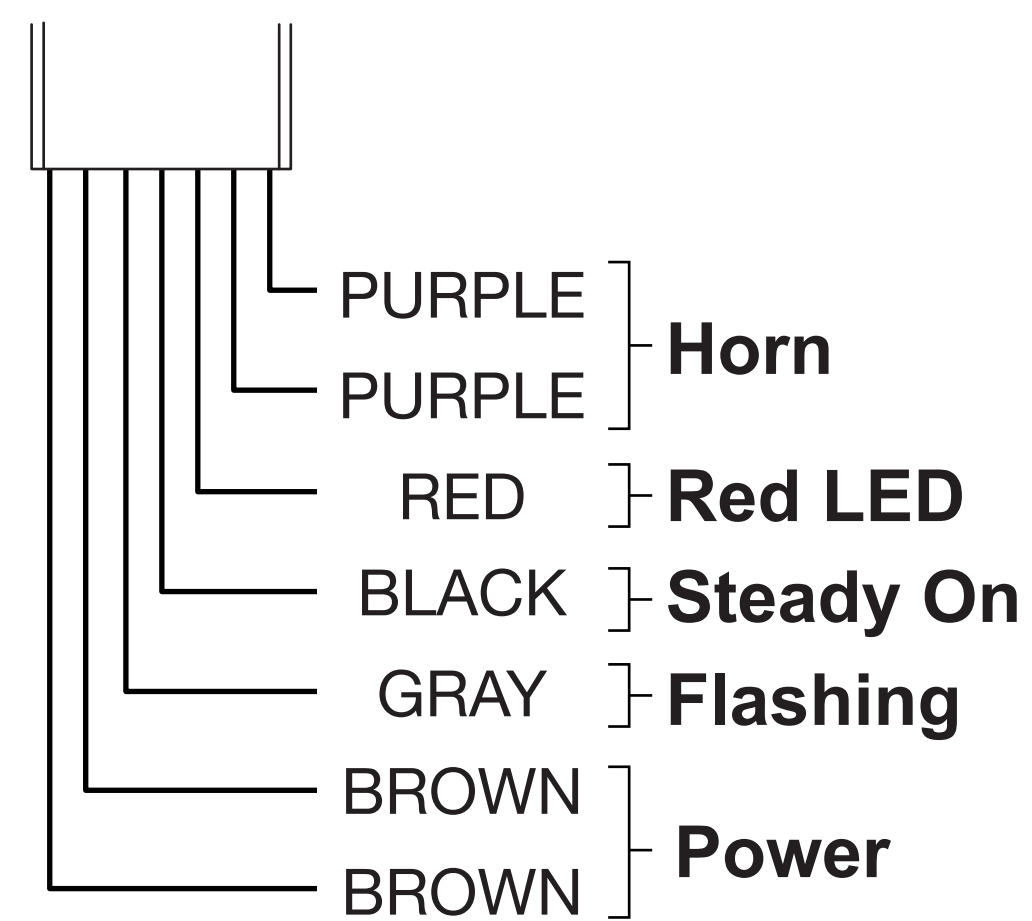 PURPLE
PURPLE
Horn
RED
Red LED
BLACK
Steady On
GRAY
Flashing
BROWN
BROWN
Power